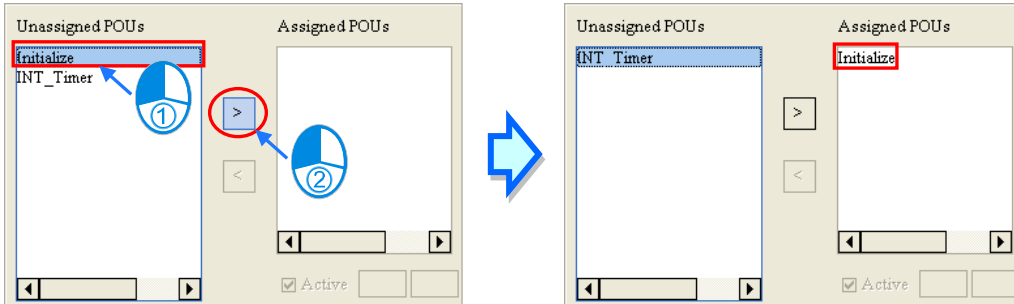 Unassigned POUs
Assigned POUs
Initialize
INT_Timer
>
<
①
②
Active
Unassigned POUs
Assigned POUs
INT_Timer
Initialize
>
<
Active